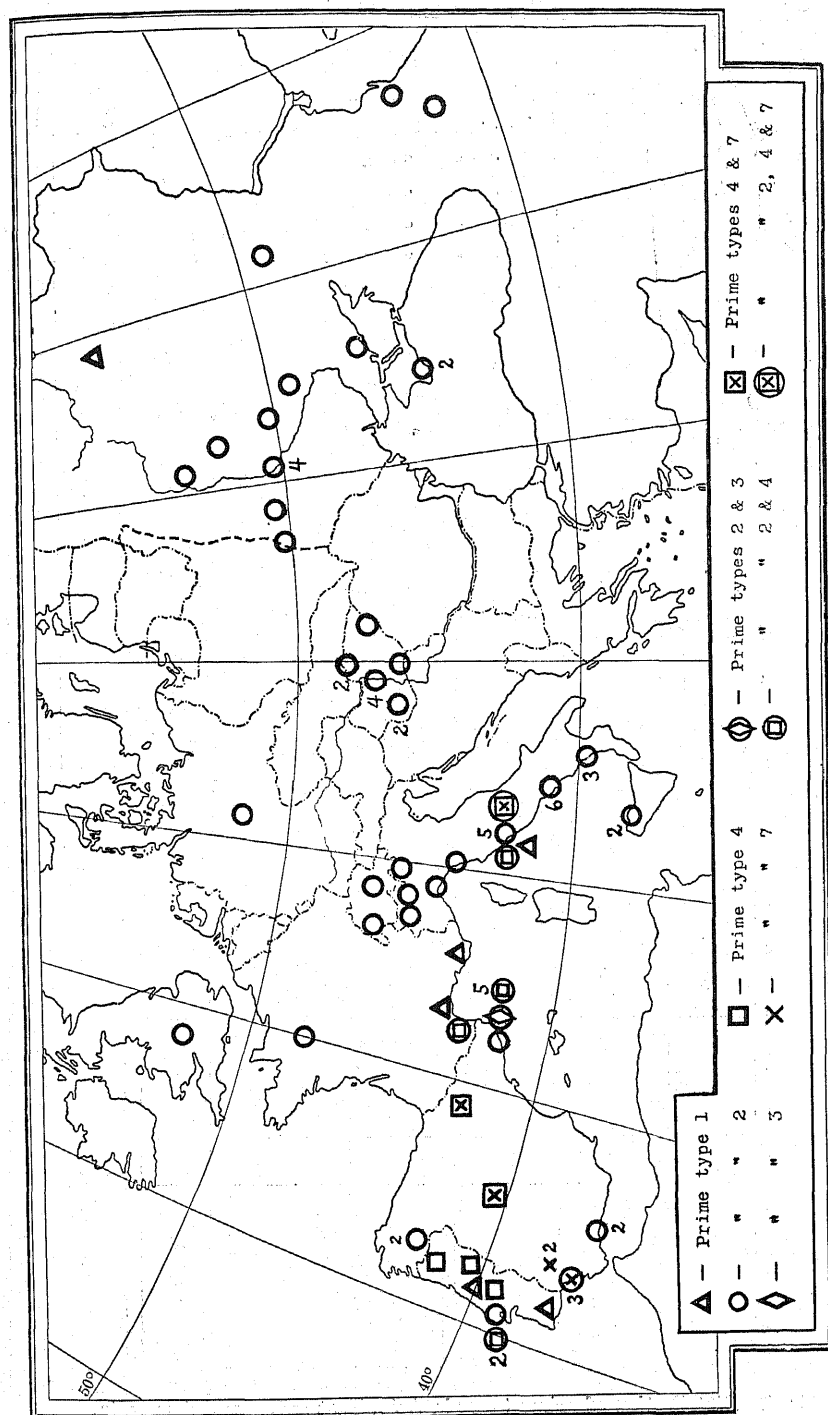 50°
4
2
4
2
2
40°
2
5
5
2
2
6
3
3
2
2
— Prime type 1
— " " 2
— " " 3
— Prime type 4
— " " 7
— Prime types 2 & 3
— " " 2 & 4
— Prime types 4 & 7
— " " 2, 4 & 7